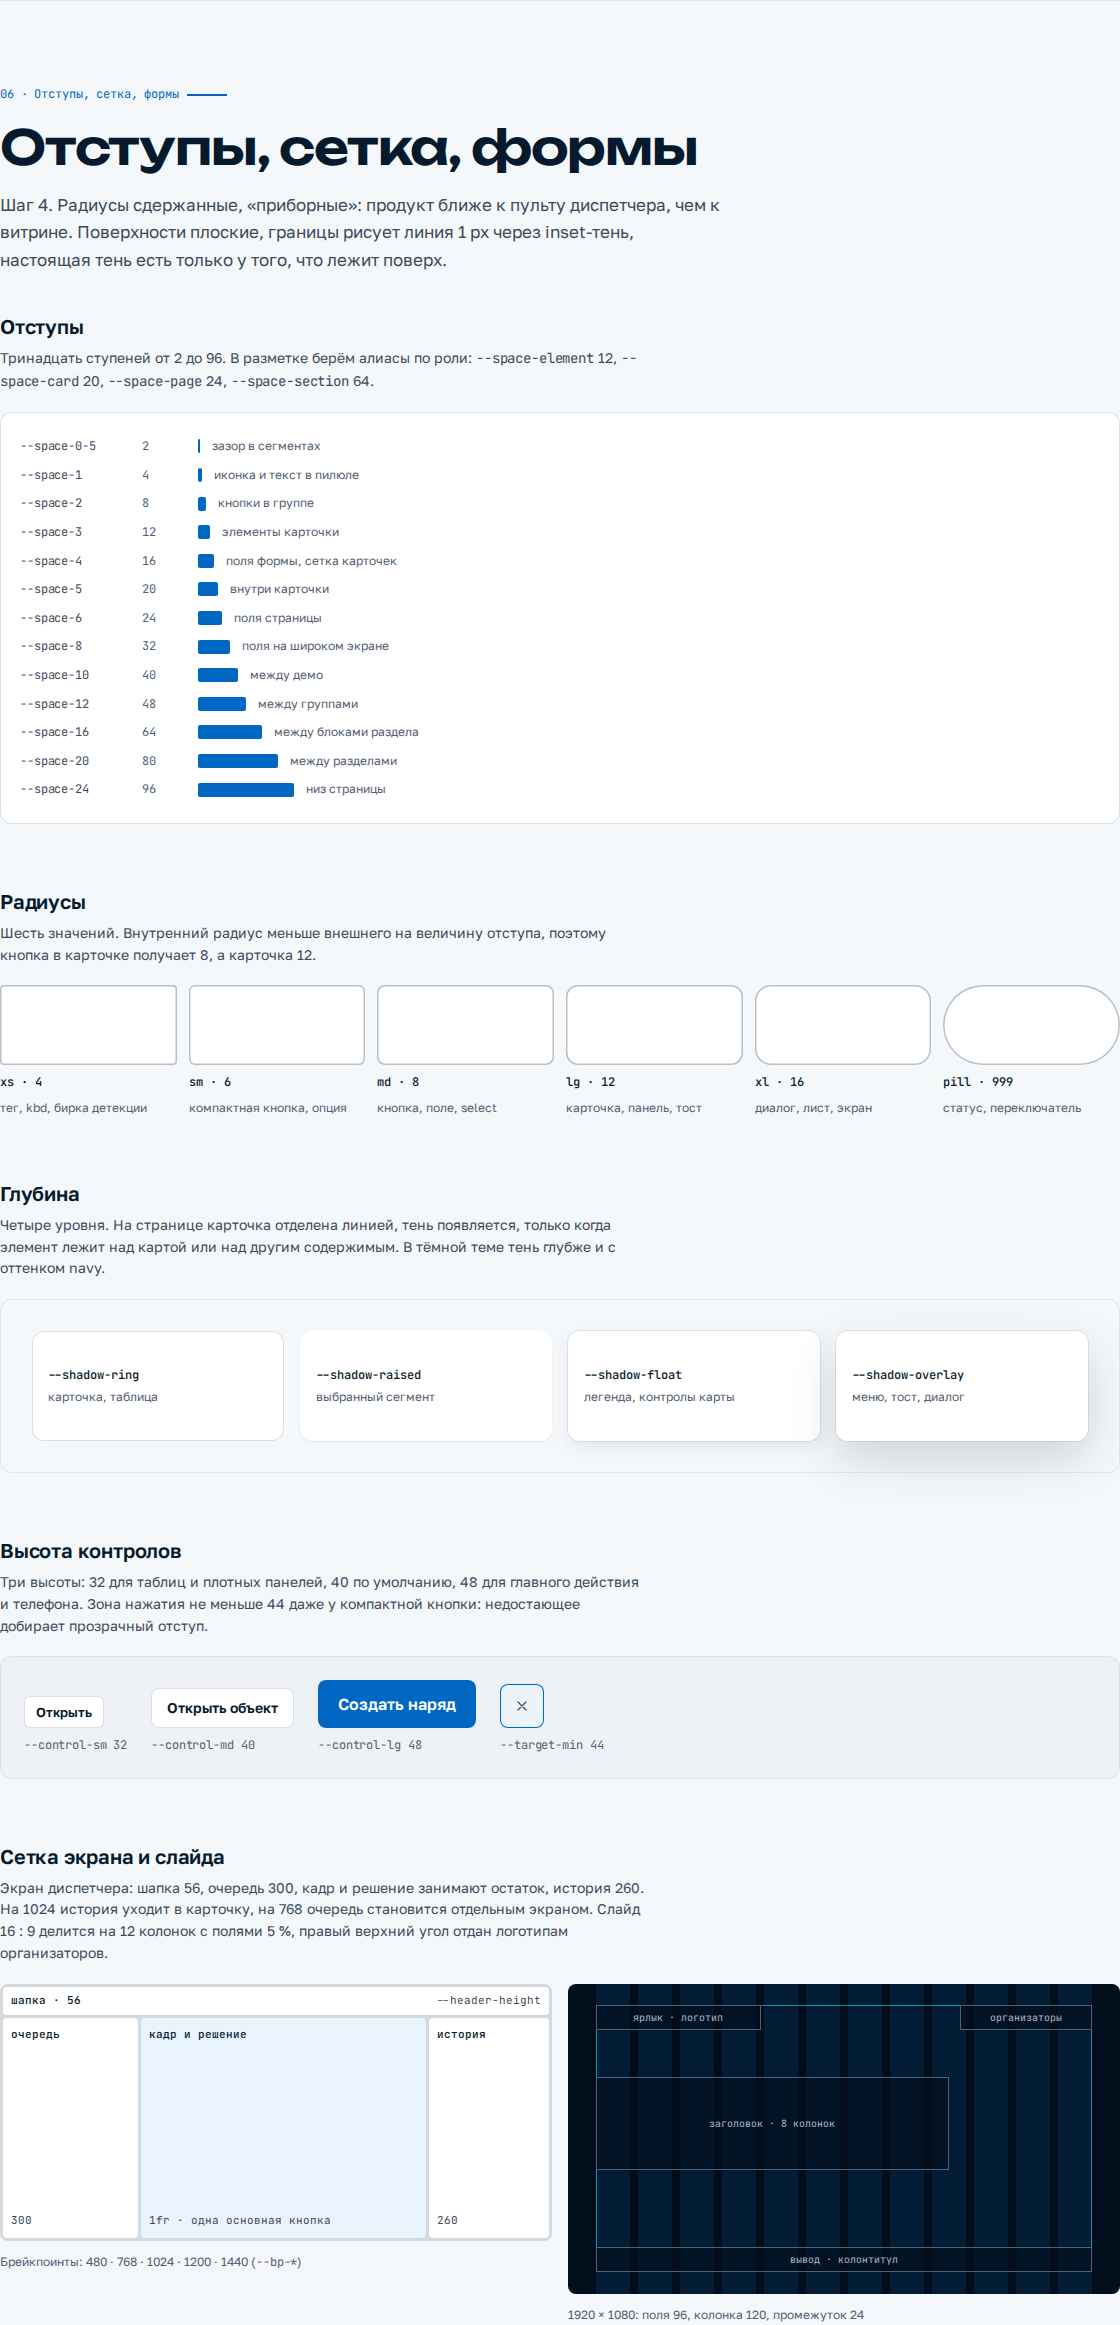 06 · Отступы, сетка, формы
Отступы, сетка, формы
Шаг 4. Радиусы сдержанные, «приборные»: продукт ближе к пульту диспетчера, чем к
витрине. Поверхности плоские, границы рисует линия 1 px через inset-тень,
настоящая тень есть только у того, что лежит поверх.
Отступы
Тринадцать ступеней от 2 до 96. В разметке берём алиасы по роли: --space-element 12, --
space-card 20, --space-page 24, --space-section 64.
--space-0-5 2 зазор в сегментах
--space-1 4 иконка и текст в пилюле
--space-2 8 кнопки в группе
--space-3 12 элементы карточки
--space-4 16 поля формы, сетка карточек
--space-5 20 внутри карточки
--space-6 24 поля страницы
--space-8 32 поля на широком экране
--space-10 40 между демо
--space-12 48 между группами
--space-16 64 между блоками раздела
--space-20 80 между разделами
--space-24 96 низ страницы
Радиусы
Шесть значений. Внутренний радиус меньше внешнего на величину отступа, поэтому
кнопка в карточке получает 8, а карточка 12.
xs · 4 sm · 6 md · 8 lg · 12 xl · 16 pill · 999
тег, kbd, бирка детекции компактная кнопка, опция кнопка, поле, select карточка, панель, тост диалог, лист, экран статус, переключатель
Глубина
Четыре уровня. На странице карточка отделена линией, тень появляется, только когда
элемент лежит над картой или над другим содержимым. В тёмной теме тень глубже и с
оттенком navy.
--shadow-ring --shadow-raised --shadow-float --shadow-overlay
карточка, таблица выбранный сегмент легенда, контролы карты меню, тост, диалог
Высота контролов
Три высоты: 32 для таблиц и плотных панелей, 40 по умолчанию, 48 для главного действия
и телефона. Зона нажатия не меньше 44 даже у компактной кнопки: недостающее
добирает прозрачный отступ.
Открыть Открыть объект Создать наряд ×
--control-sm 32 --control-md 40 --control-lg 48 --target-min 44
Сетка экрана и слайда
Экран диспетчера: шапка 56, очередь 300, кадр и решение занимают остаток, история 260.
На 1024 история уходит в карточку, на 768 очередь становится отдельным экраном. Слайд
16 : 9 делится на 12 колонок с полями 5 %, правый верхний угол отдан логотипам
организаторов.
шапка · 56 --header-height
очередь кадр и решение история
300 1fr · одна основная кнопка 260
Брейкпоинты: 480 · 768 · 1024 · 1200 · 1440 (--bp-*)
ярлык · логотип организаторы
заголовок · 8 колонок
вывод · колонтитул
1920 × 1080: поля 96, колонка 120, промежуток 24